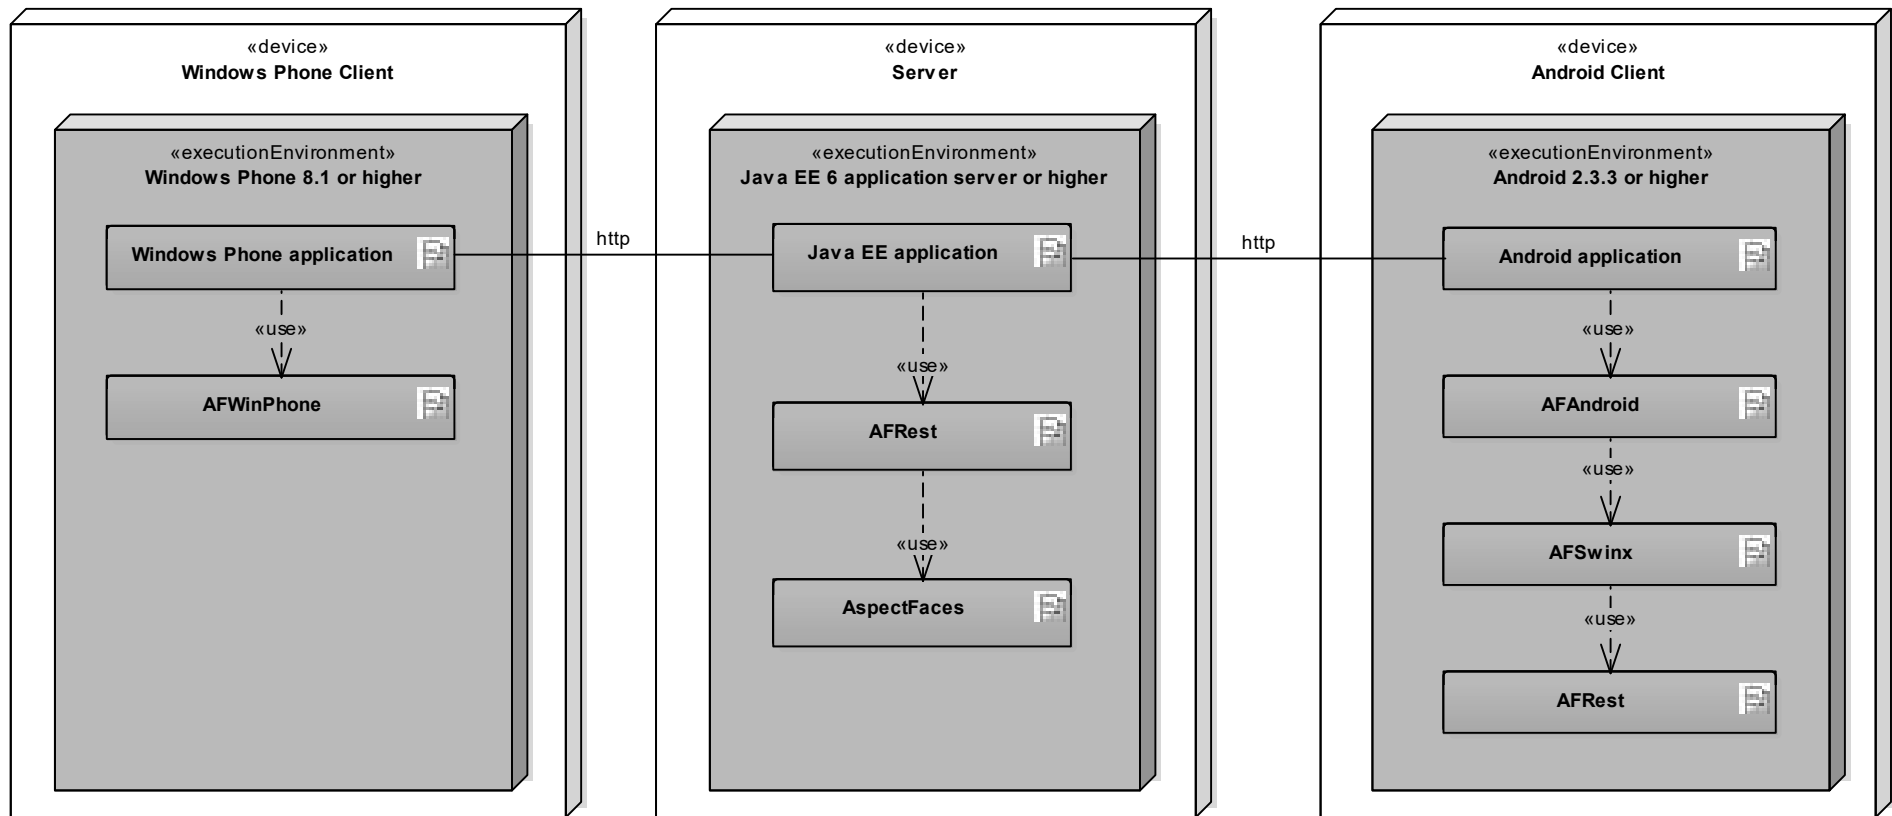 «device»
Windows Phone Client
«executionEnvironment»
Windows Phone 8.1 or higher
Windows Phone application
«use»
AFWinPhone
http
«device»
Server
«executionEnvironment»
Java EE 6 application server or higher
Java EE application
«use»
AFRest
«use»
AspectFaces
http
«device»
Android Client
«executionEnvironment»
Android 2.3.3 or higher
Android application
«use»
AFAndroid
«use»
AFSwinx
«use»
AFRest